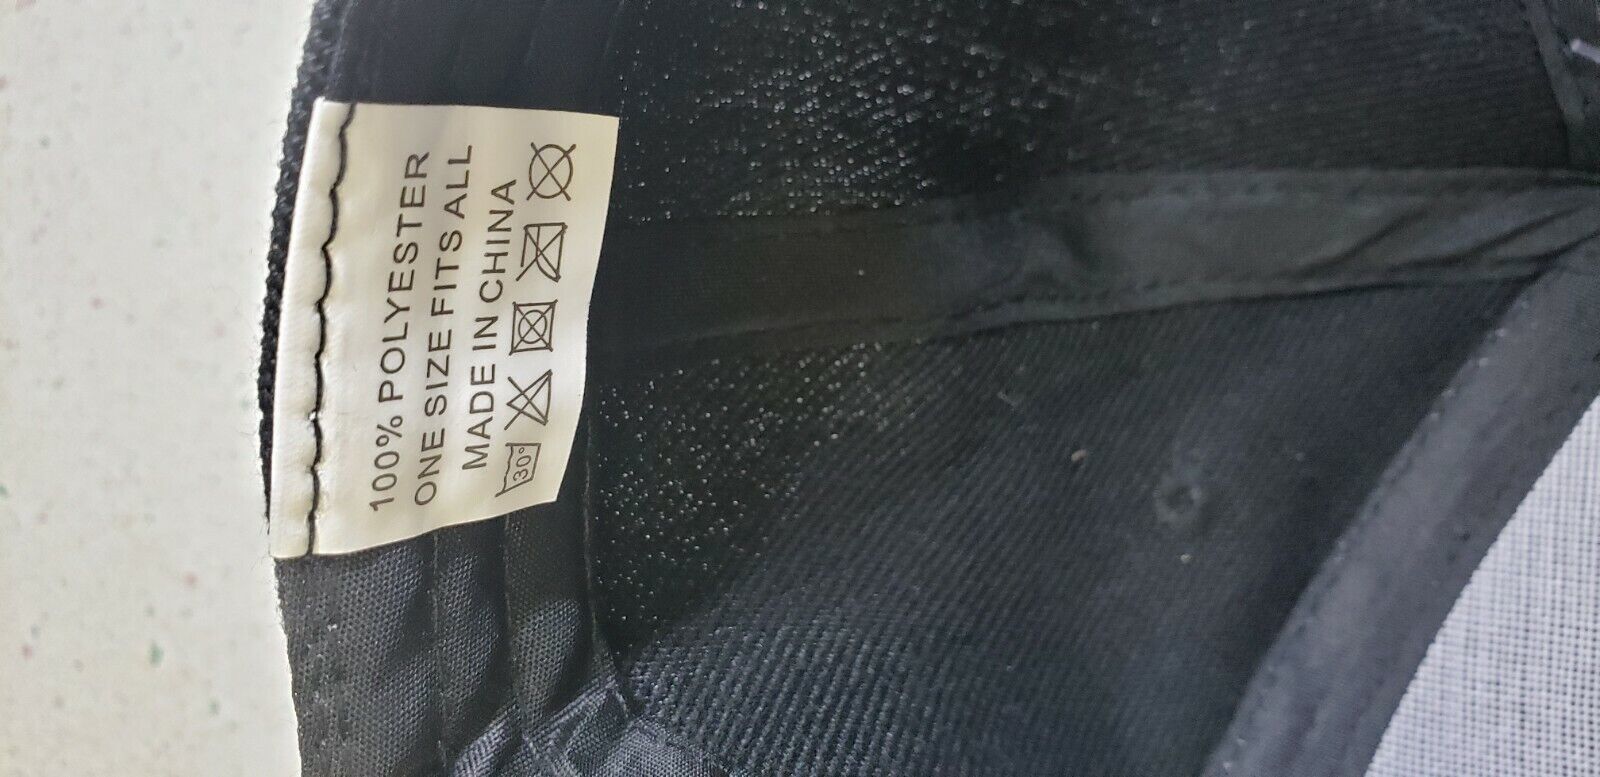 100% POLYESTER
ONE SIZE FITS ALL
MADE IN CHINA
30°